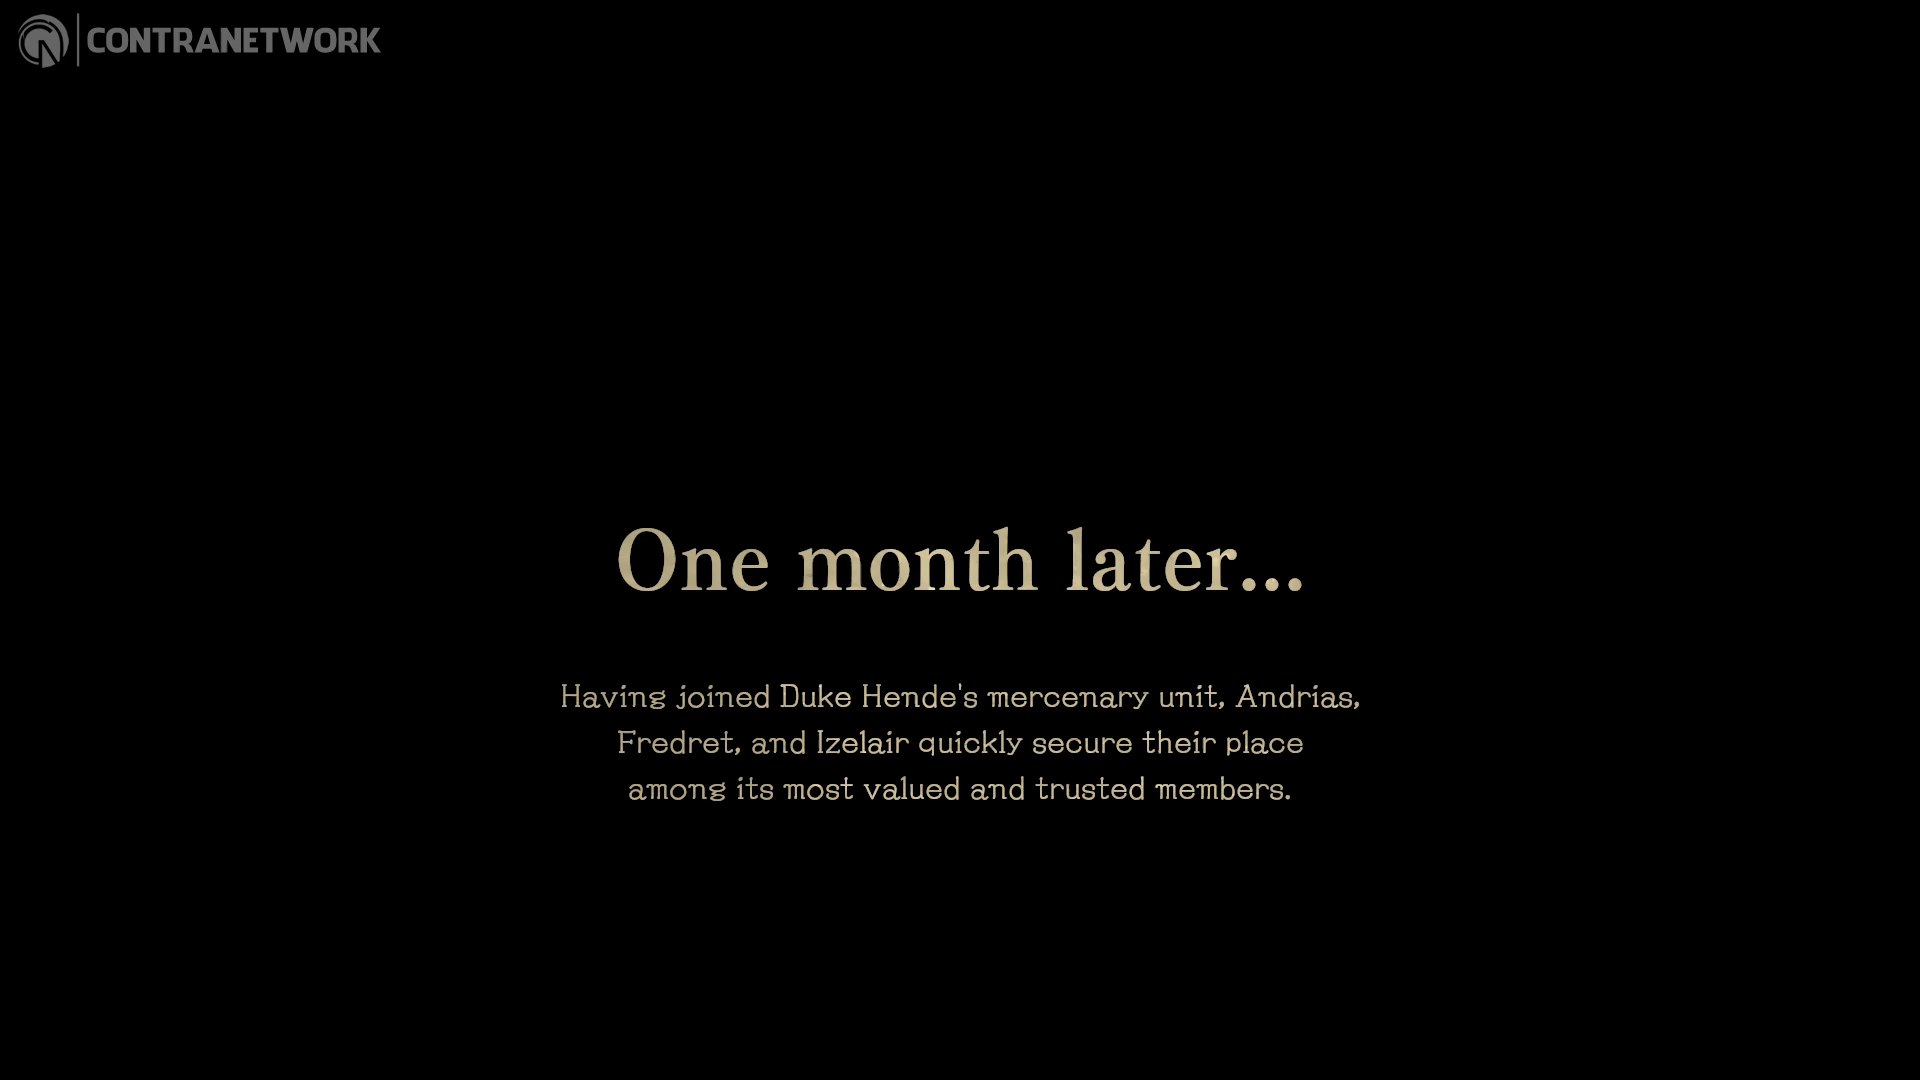 CONTRANETWORK
One month later...
Having joined Duke Hende's mercenary unit, Andrias,
Fredret, and Izelair quickly secure their place
among its most valued and trusted members.